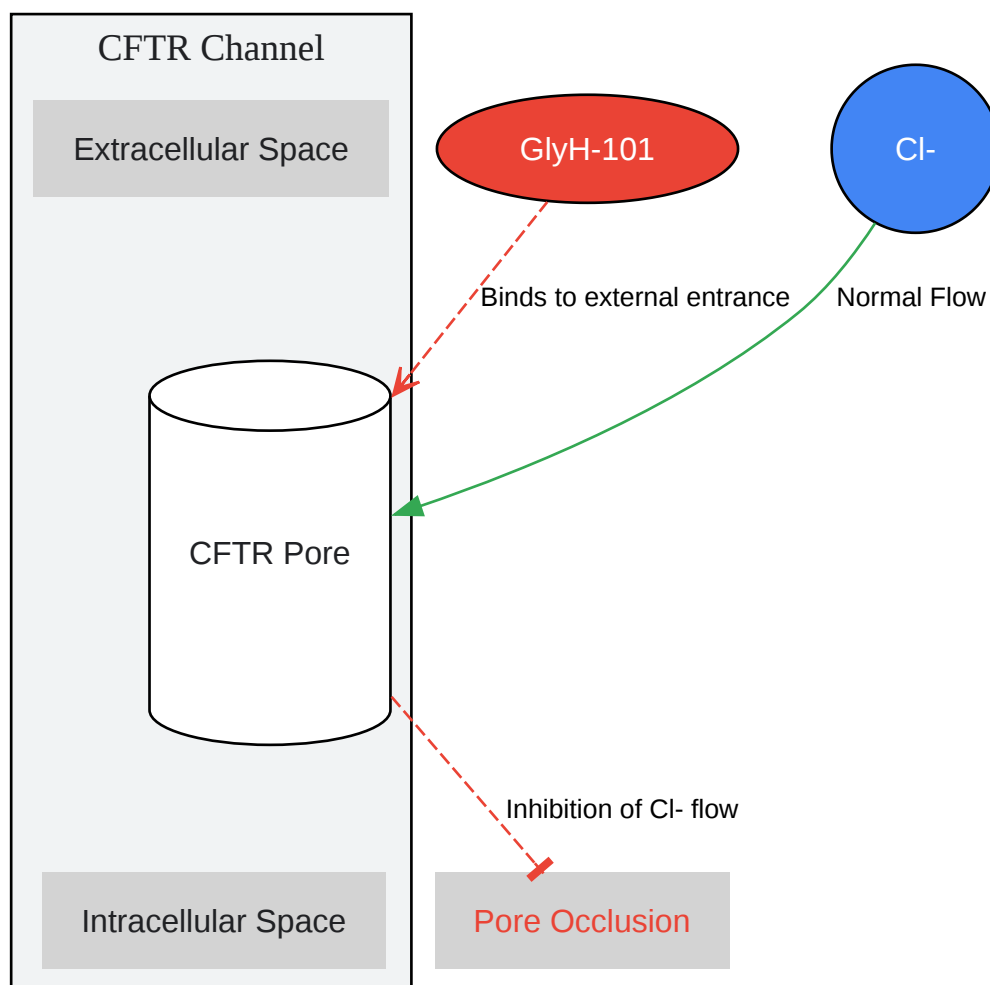 CFTR Channel
Extracellular Space
GlyH-101
Cl-
Binds to external entrance
Normal Flow
CFTR Pore
Inhibition of Cl- flow
Intracellular Space
Pore Occlusion